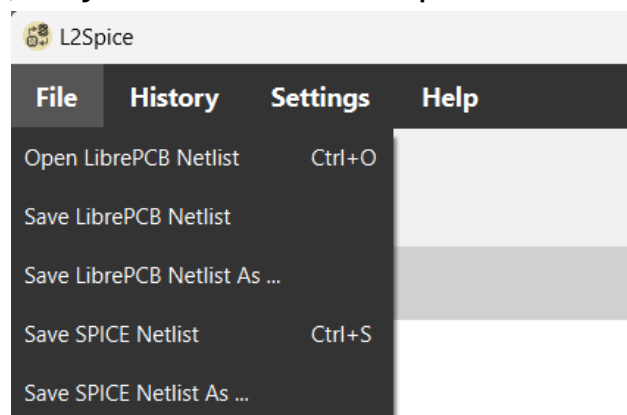 L2Spice
File History Settings Help
Open LibrePCB Netlist Ctrl+O
Save LibrePCB Netlist
Save LibrePCB Netlist As ...
Save SPICE Netlist Ctrl+S
Save SPICE Netlist As ...